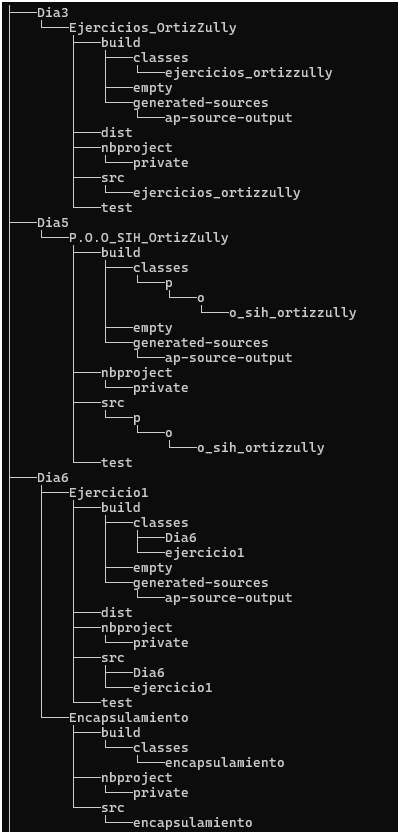 Dia3
Ejercicios_OrtizZully
build
classes
ejercicios_ortizzully
empty
generated-sources
ap-source-output
dist
nbproject
private
src
ejercicios_ortizzully
test
Dia5
P.O.O_SIH_OrtizZully
build
classes
p
o
o_sih_ortizzully
empty
generated-sources
ap-source-output
nbproject
private
src
p
o
o_sih_ortizzully
test
Dia6
Ejercicio1
build
classes
Dia6
ejercicio1
empty
generated-sources
ap-source-output
dist
nbproject
private
src
Dia6
ejercicio1
test
Encapsulamiento
build
classes
encapsulamiento
nbproject
private
src
encapsulamiento